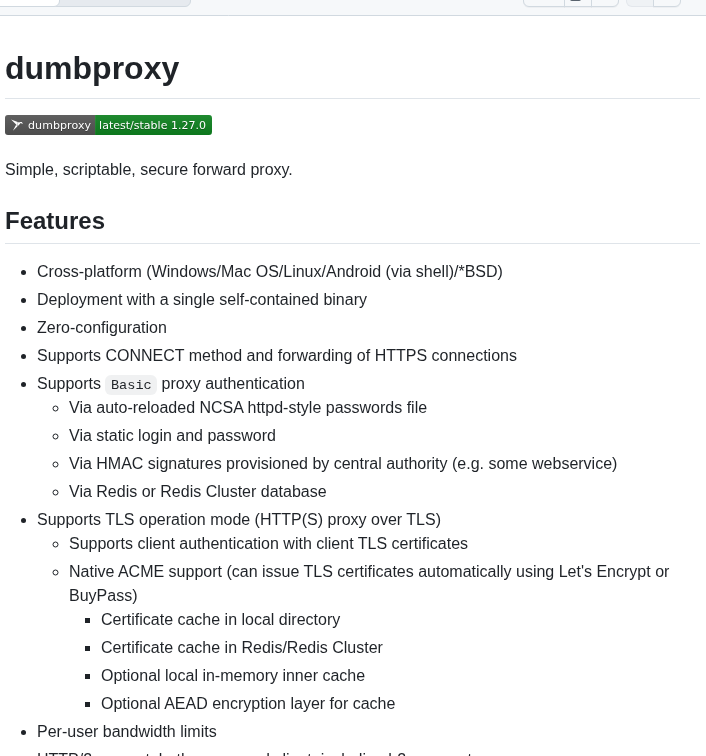 dumbproxy
dumbproxy latest/stable 1.27.0
Simple, scriptable, secure forward proxy.
Features
Cross-platform (Windows/Mac OS/Linux/Android (via shell)/*BSD)
Deployment with a single self-contained binary
Zero-configuration
Supports CONNECT method and forwarding of HTTPS connections
Supports Basic proxy authentication
Via auto-reloaded NCSA httpd-style passwords file
Via static login and password
Via HMAC signatures provisioned by central authority (e.g. some webservice)
Via Redis or Redis Cluster database
Supports TLS operation mode (HTTP(S) proxy over TLS)
Supports client authentication with client TLS certificates
Native ACME support (can issue TLS certificates automatically using Let's Encrypt or
BuyPass)
Certificate cache in local directory
Certificate cache in Redis/Redis Cluster
Optional local in-memory inner cache
Optional AEAD encryption layer for cache
Per-user bandwidth limits